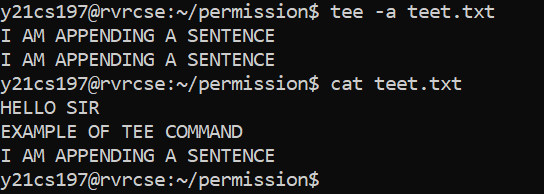 y21cs197@rvrcse:~/permission$ tee -a teet.txt
I AM APPENDING A SENTENCE
I AM APPENDING A SENTENCE
y21cs197@rvrcse:~/permission$ cat teet.txt
HELLO SIR
EXAMPLE OF TEE COMMAND
I AM APPENDING A SENTENCE
y21cs197@rvrcse:~/permission$